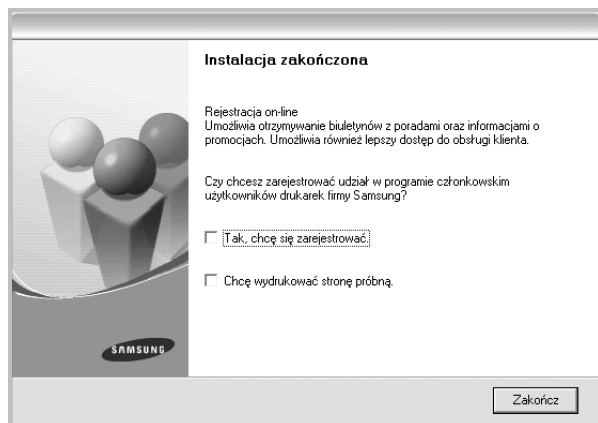 Instalacja zakończona
Rejestracja on-line
Umożliwia otrzymywanie biuletynów z poradami oraz informacjami o
promocjach. Umożliwia również lepszy dostęp do obsługi klienta.
Czy chcesz zarejestrować udział w programie członkowskim
użytkowników drukarek firmy Samsung?
Tak, chcę się zarejestrować.
Chcę wydrukować stronę próbną.
SAMSUNG
Zakończ